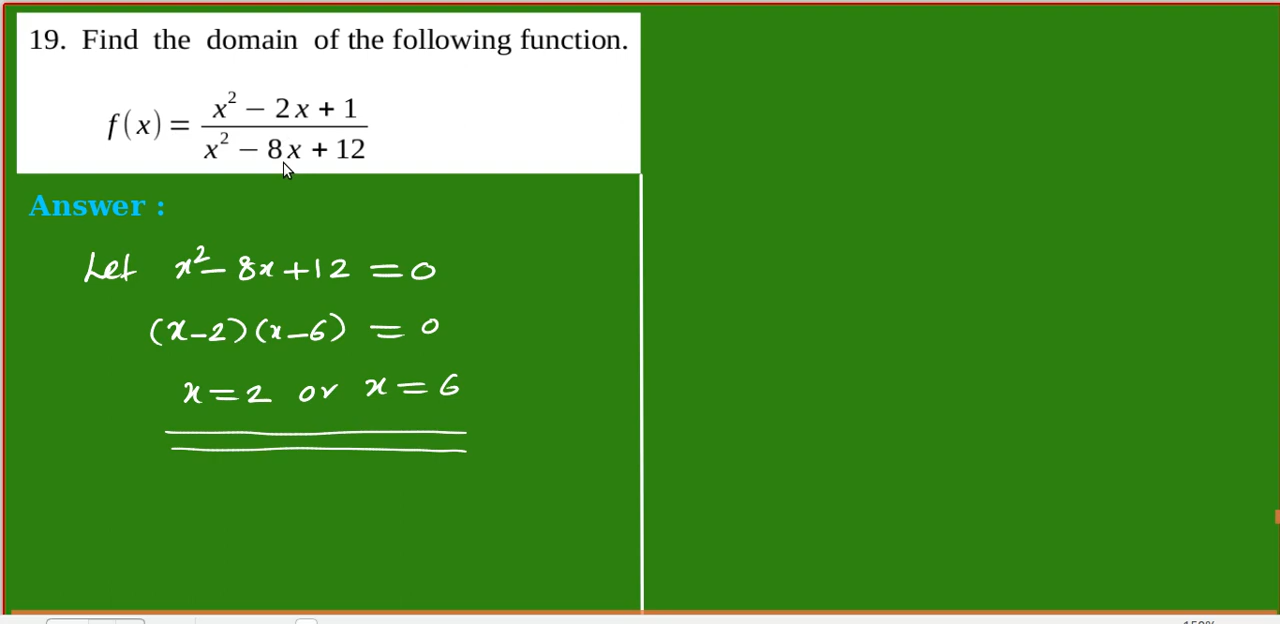 19. Find the domain of the following function.
f(x) = (x² − 2x + 1)/(x² − 8x + 12)
Answer :
Let x² − 8x + 12 = 0
(x − 2)(x − 6) = 0
x = 2 or x = 6